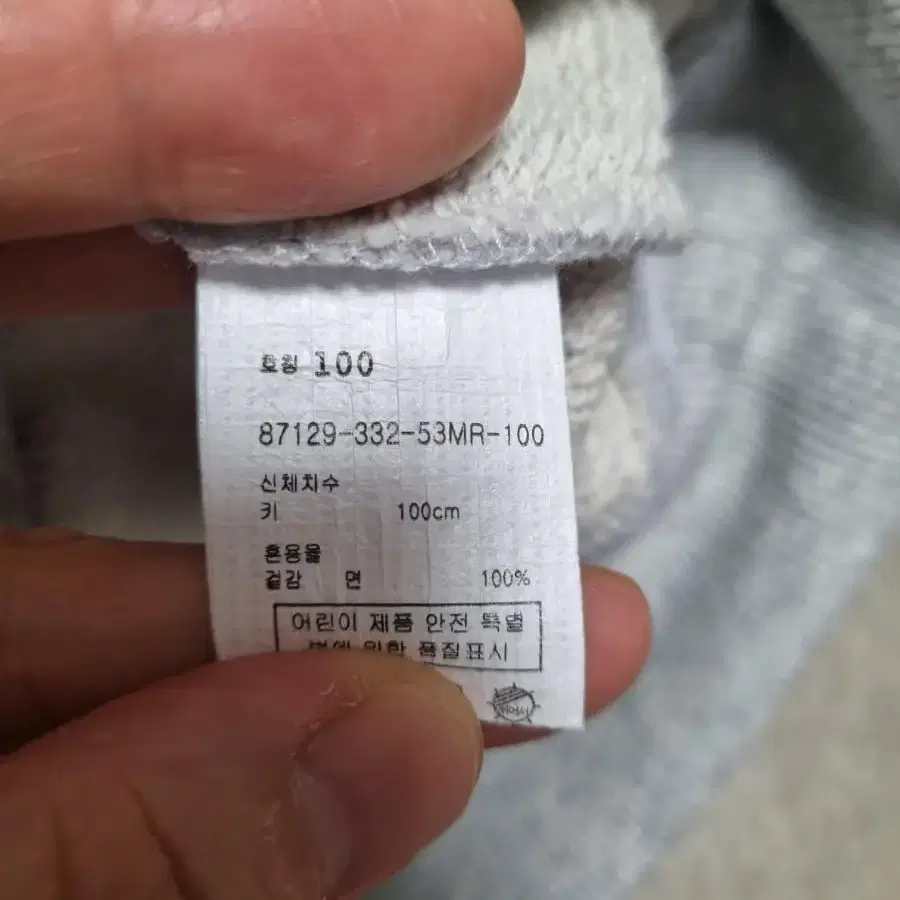 호칭 100
87129-332-53MR-100
신체치수
키 100cm
혼용율
겉감 면 100%
어린이 제품 안전 특별
법에 의한 품질표시